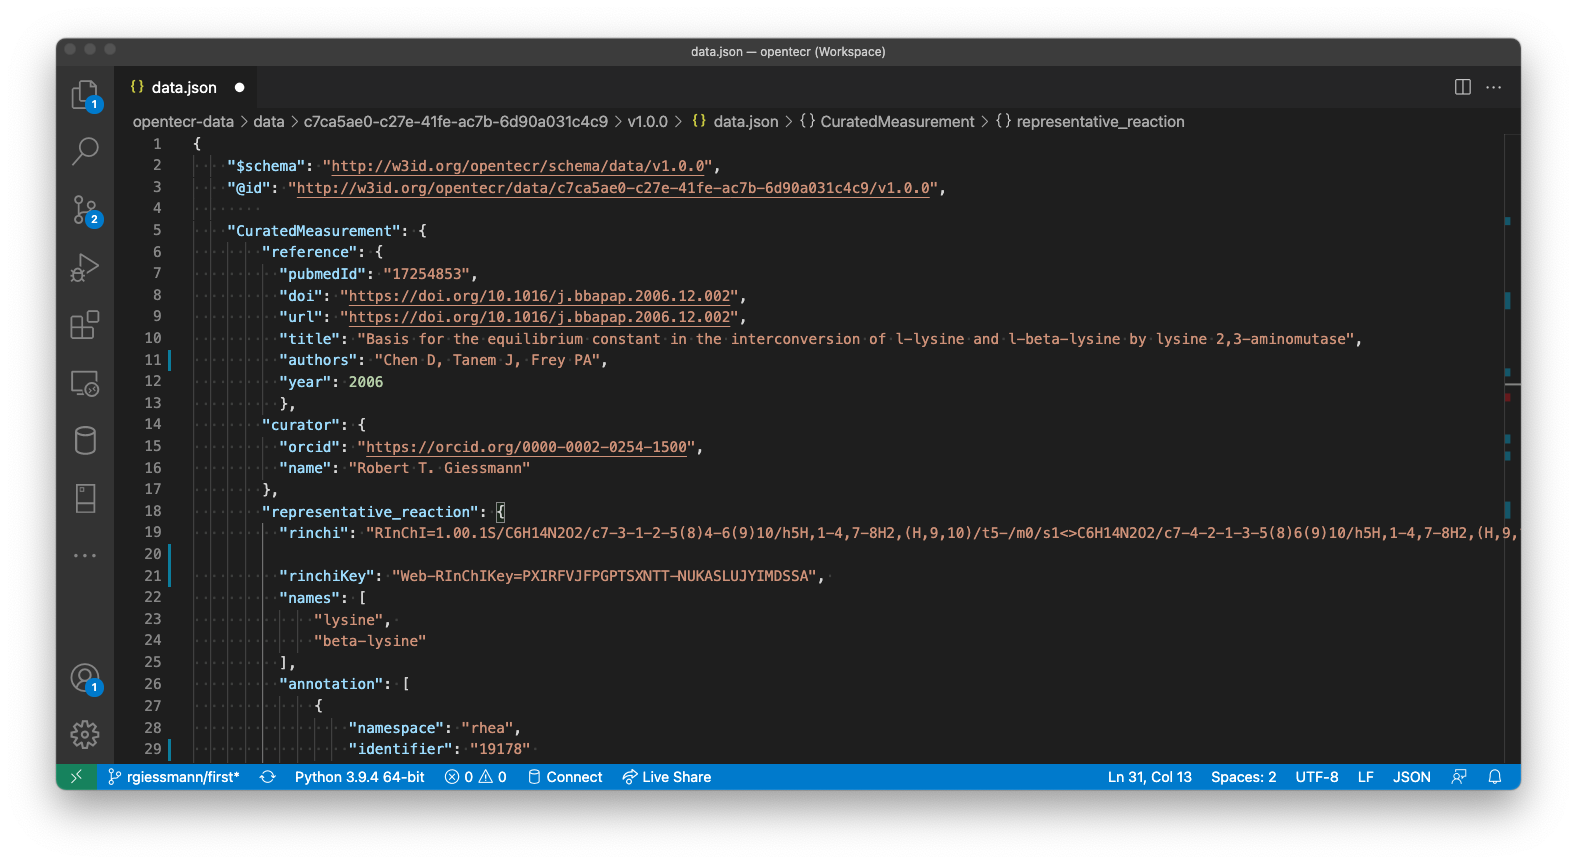 data.json — opentecr (Workspace)
{} data.json ●
opentecr-data > data > c7ca5ae0-c27e-41fe-ac7b-6d90a031c4c9 > v1.0.0 > {} data.json > {} CuratedMeasurement > {} representative_reaction
1 {
2 "$schema": "http://w3id.org/opentecr/schema/data/v1.0.0",
3 "@id": "http://w3id.org/opentecr/data/c7ca5ae0-c27e-41fe-ac7b-6d90a031c4c9/v1.0.0",
4
5 "CuratedMeasurement": {
6 "reference": {
7 "pubmedId": "17254853",
8 "doi": "https://doi.org/10.1016/j.bbapap.2006.12.002",
9 "url": "https://doi.org/10.1016/j.bbapap.2006.12.002",
10 "title": "Basis for the equilibrium constant in the interconversion of l-lysine and l-beta-lysine by lysine 2,3-aminomutase",
11 "authors": "Chen D, Tanem J, Frey PA",
12 "year": 2006
13 },
14 "curator": {
15 "orcid": "https://orcid.org/0000-0002-0254-1500",
16 "name": "Robert T. Giessmann"
17 },
18 "representative_reaction": {
19 "rinchi": "RInChI=1.00.1S/C6H14N2O2/c7-3-1-2-5(8)4-6(9)10/h5H,1-4,7-8H2,(H,9,10)/t5-/m0/s1<>C6H14N2O2/c7-4-2-1-3-5(8)6(9)10/h5H,1-4,7-8H2,(H,9,
20
21 "rinchiKey": "Web-RInChIKey=PXIRFVJFPGPTSXNTT-NUKASLUJYIMDSSA",
22 "names": [
23 "lysine",
24 "beta-lysine"
25 ],
26 "annotation": [
27 {
28 "namespace": "rhea",
29 "identifier": "19178"
1
2
1
rgiessmann/first* Python 3.9.4 64-bit 0 0 Connect Live Share Ln 31, Col 13 Spaces: 2 UTF-8 LF JSON